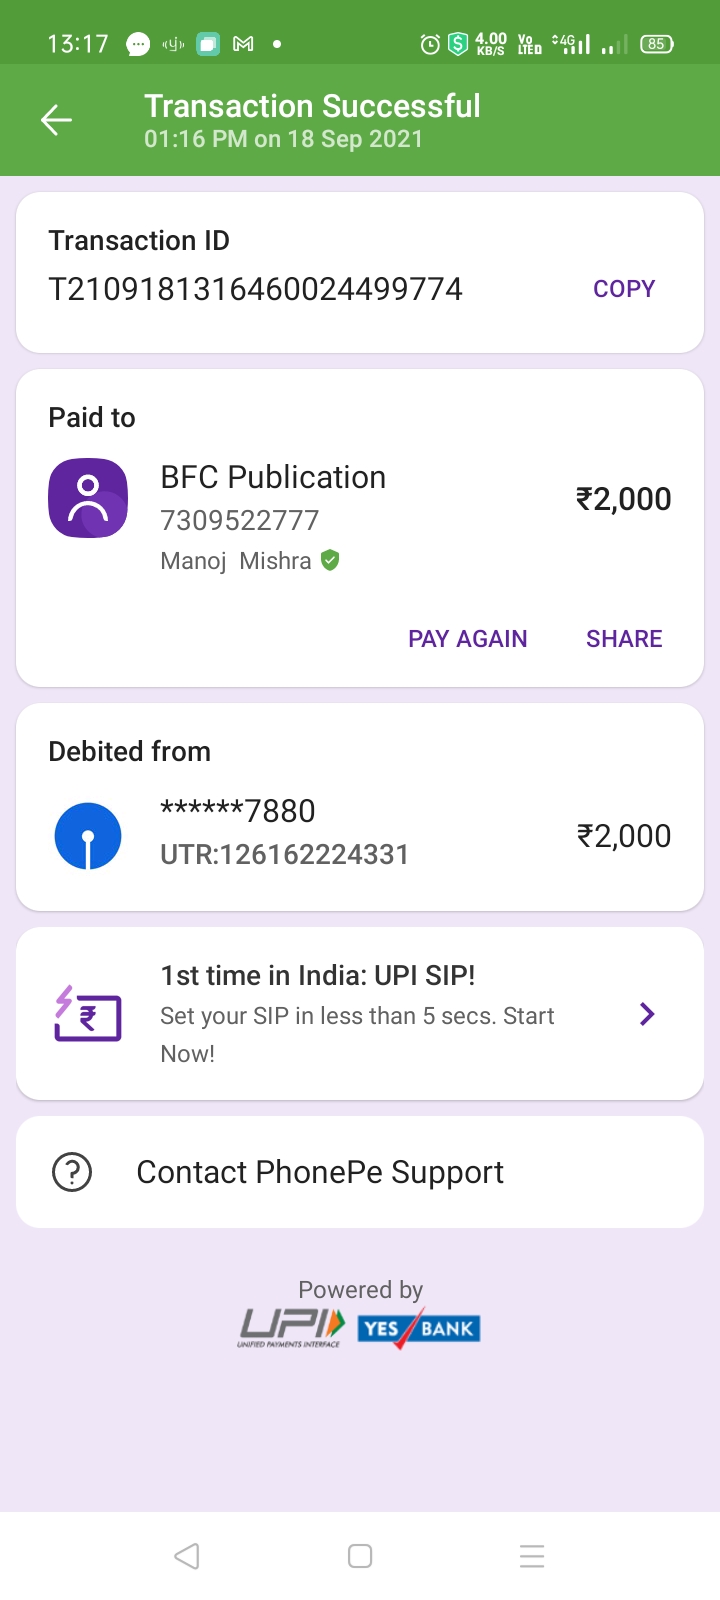 13:17
4.00 KB/S Vo LTED 4G 85
Transaction Successful
01:16 PM on 18 Sep 2021
Transaction ID
T2109181316460024499774 COPY
Paid to
BFC Publication
₹2,000
7309522777
Manoj Mishra
PAY AGAIN SHARE
Debited from
******7880
₹2,000
UTR:126162224331
1st time in India: UPI SIP!
Set your SIP in less than 5 secs. Start
Now!
Contact PhonePe Support
Powered by
UPI YES BANK
UNIFIED PAYMENTS INTERFACE